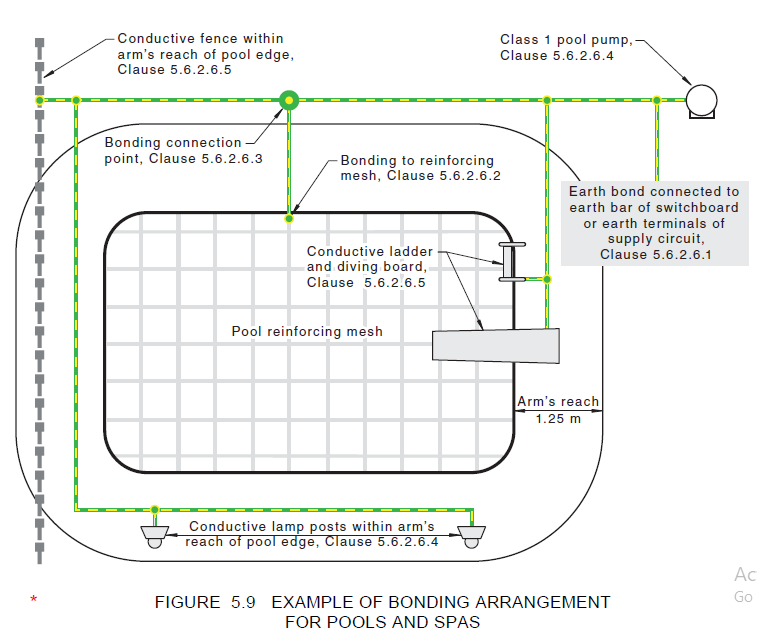 Conductive fence within
arm's reach of pool edge,
Clause 5.6.2.6.5
Class 1 pool pump,
Clause 5.6.2.6.4
Bonding connection
point, Clause 5.6.2.6.3
Bonding to reinforcing
mesh, Clause 5.6.2.6.2
Earth bond connected to
earth bar of switchboard
or earth terminals of
supply circuit,
Clause 5.6.2.6.1
Conductive ladder
and diving board,
Clause 5.6.2.6.5
Pool reinforcing mesh
Arm's reach
1.25 m
Conductive lamp posts within arm's
reach of pool edge, Clause 5.6.2.6.4
Ac
Go
*
FIGURE 5.9 EXAMPLE OF BONDING ARRANGEMENT
FOR POOLS AND SPAS